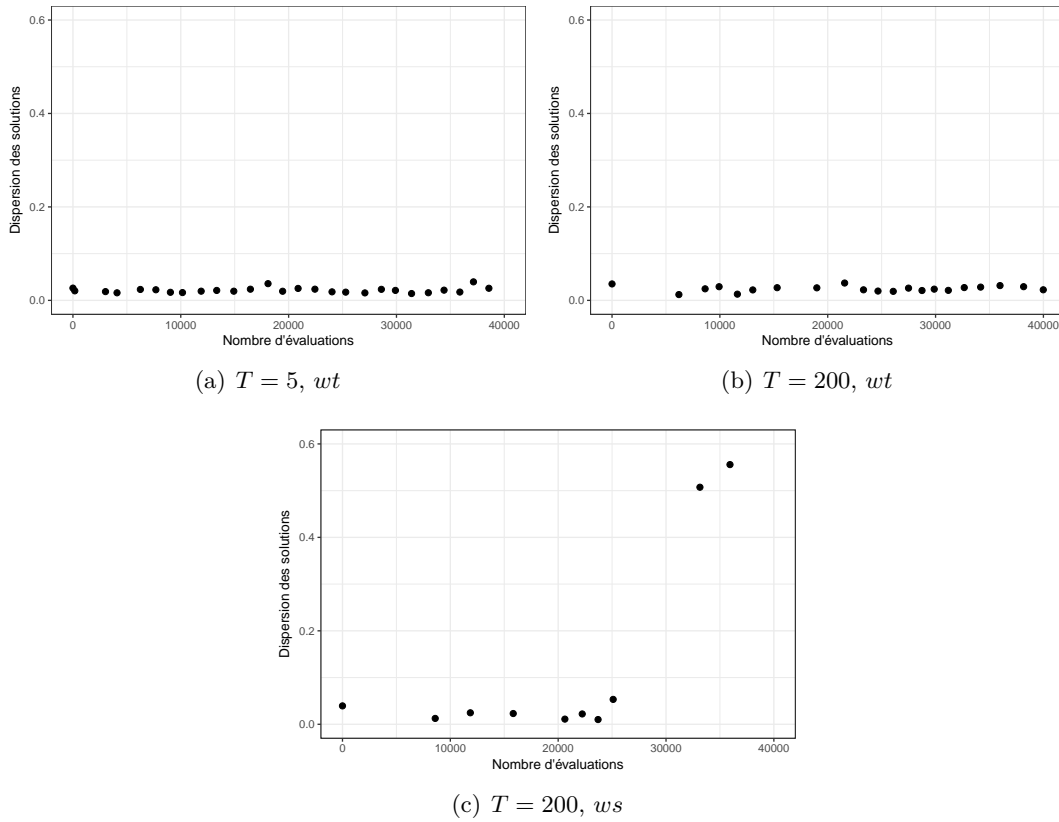 0.6
0.4
0.2
0.0
Dispersion des solutions
0 10000 20000 30000 40000
Nombre d'évaluations
(a) T = 5, wt
0.6
0.4
0.2
0.0
Dispersion des solutions
0 10000 20000 30000 40000
Nombre d'évaluations
(b) T = 200, wt
0.6
0.4
0.2
0.0
Dispersion des solutions
0 10000 20000 30000 40000
Nombre d'évaluations
(c) T = 200, ws